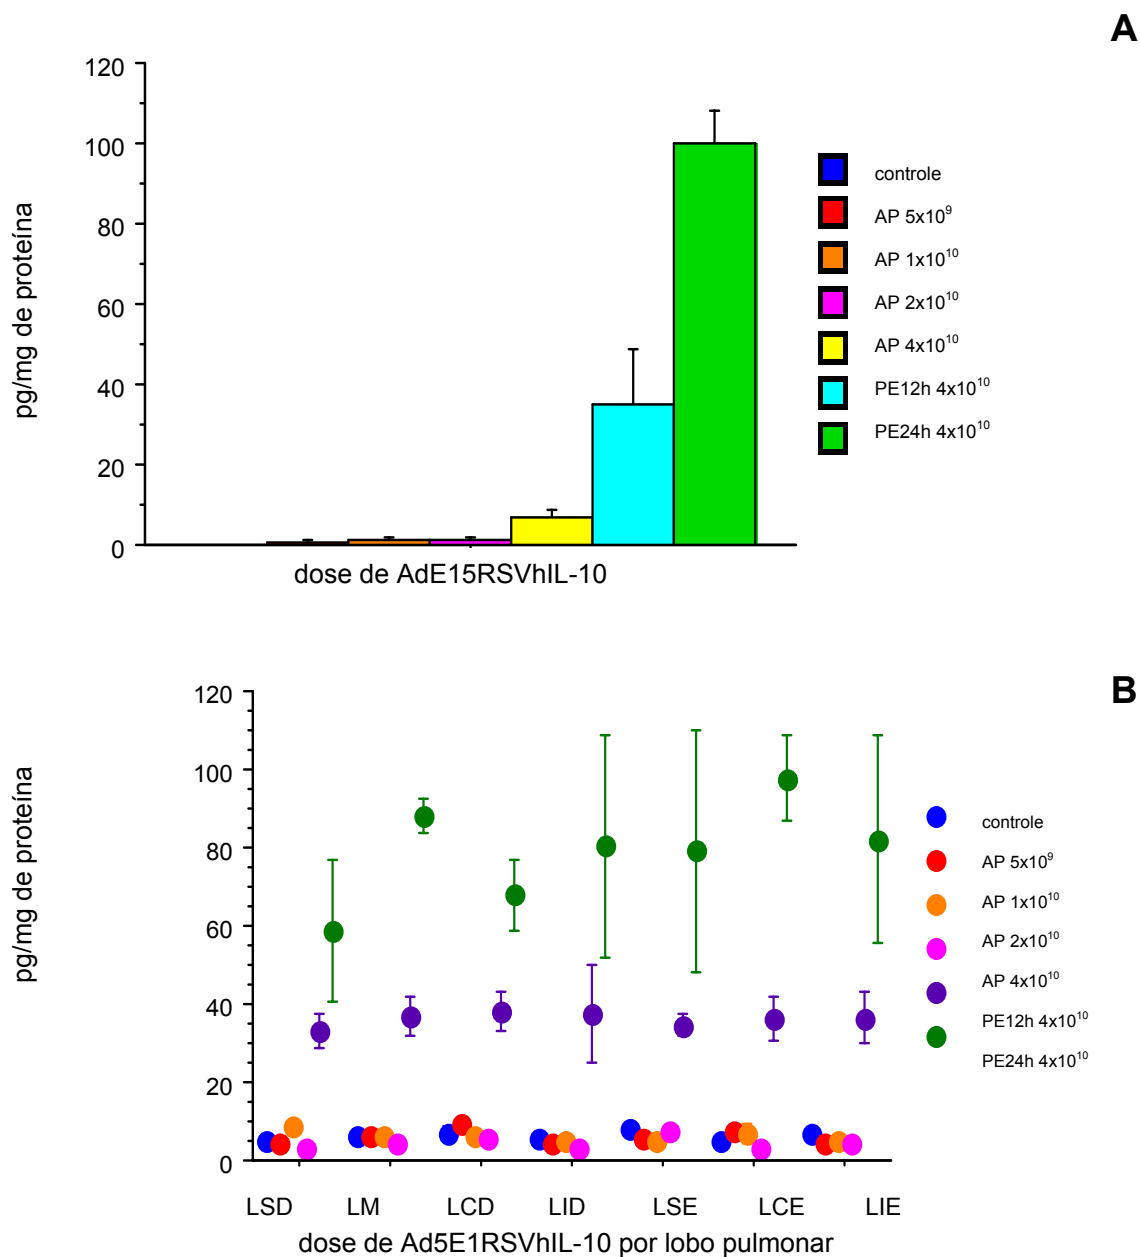 A
120
100
80
60
40
20
0
pg/mg de proteína
controle
AP 5x10⁹
AP 1x10¹⁰
AP 2x10¹⁰
AP 4x10¹⁰
PE12h 4x10¹⁰
PE24h 4x10¹⁰
dose de AdE15RSVhIL-10
B
120
100
80
60
40
20
0
pg/mg de proteína
controle
AP 5x10⁹
AP 1x10¹⁰
AP 2x10¹⁰
AP 4x10¹⁰
PE12h 4x10¹⁰
PE24h 4x10¹⁰
LSD LM LCD LID LSE LCE LIE
dose de Ad5E1RSVhIL-10 por lobo pulmonar